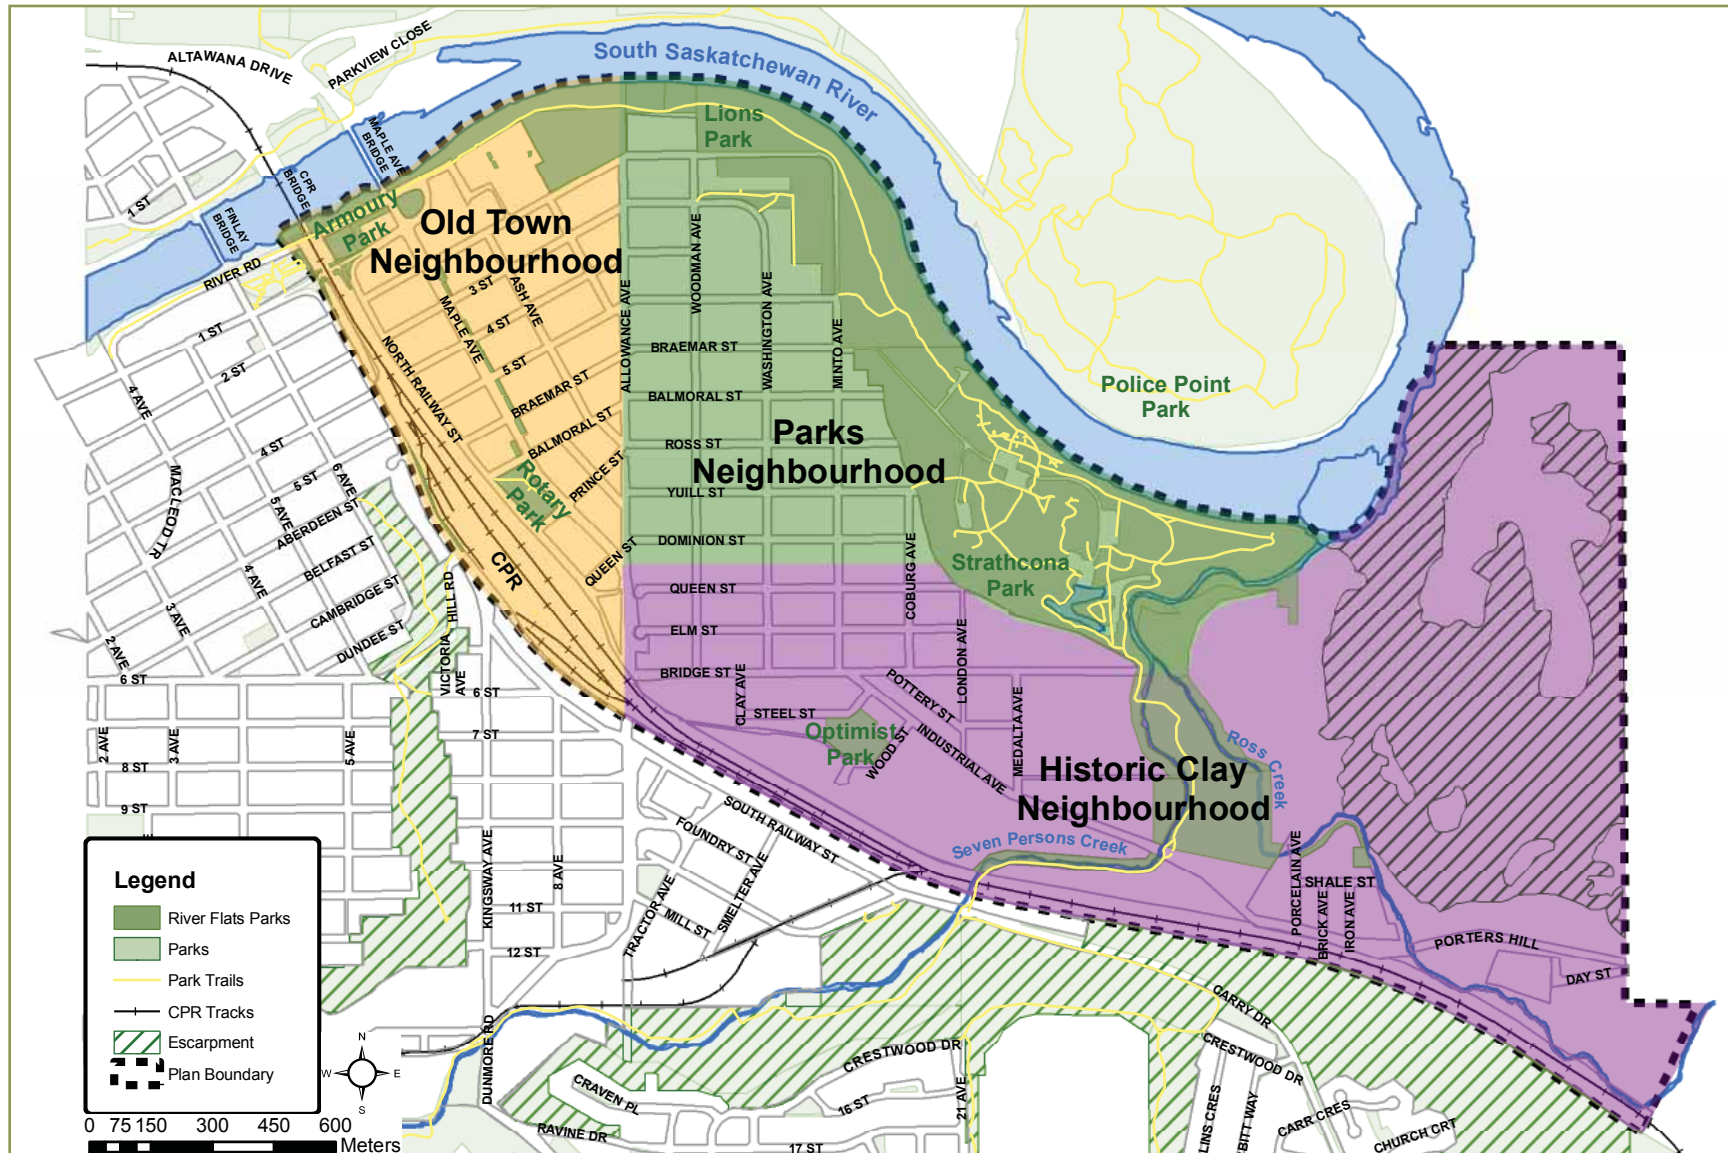 ALTAWANA DRIVE
PARKVIEW CLOSE
South Saskatchewan River
MAPLE AVE
BRIDGE
CPR
BRIDGE
FINLAY
BRIDGE
1 ST
RIVER RD
Armoury
Park
Lions
Park
Old Town
Neighbourhood
Police Point
Park
Parks
Neighbourhood
Rotary
Park
Strathcona
Park
Optimist
Park
Historic Clay
Neighbourhood
Ross Creek
Seven Persons Creek
3 ST
4 ST
5 ST
ASH AVE
MAPLE AVE
NORTH RAILWAY ST
BRAEMAR ST
BALMORAL ST
PRINCE ST
QUEEN ST
CPR
ALLOWANCE AVE
WOODMAN AVE
WASHINGTON AVE
MINTO AVE
BRAEMAR ST
BALMORAL ST
ROSS ST
YUILL ST
DOMINION ST
QUEEN ST
ELM ST
BRIDGE ST
STEEL ST
CLAY AVE
COBURG AVE
LONDON AVE
MEDALTA AVE
POTTERY ST
INDUSTRIAL AVE
WOOD ST
PORCELAIN AVE
SHALE ST
BRICK AVE
IRON AVE
PORTERS HILL
DAY ST
1 ST
2 ST
4 AVE
4 ST
5 ST
6 AVE
5 AVE
MACLEOD TR
ABERDEEN ST
BELFAST ST
CAMBRIDGE ST
DUNDEE ST
4 AVE
3 AVE
2 AVE
6 ST
VICTORIA
AVE
HILL RD
6 ST
7 ST
2 AVE
3 AVE
5 AVE
8 ST
9 ST
KINGSWAY AVE
8 AVE
11 ST
12 ST
SOUTH RAILWAY ST
FOUNDRY ST
SMELTER AVE
TRACTOR AVE
MILL ST
DUNMORE RD
CRAVEN PL
RAVINE DR
CRESTWOOD DR
16 ST
17 ST
21 AVE
CARRY DR
CRESTWOOD DR
LINS CRES
BITT WAY
CARR CRES
CHURCH CRT
Legend
River Flats Parks
Parks
Park Trails
CPR Tracks
Escarpment
Plan Boundary
N
W
E
S
0 75 150 300 450 600
Meters